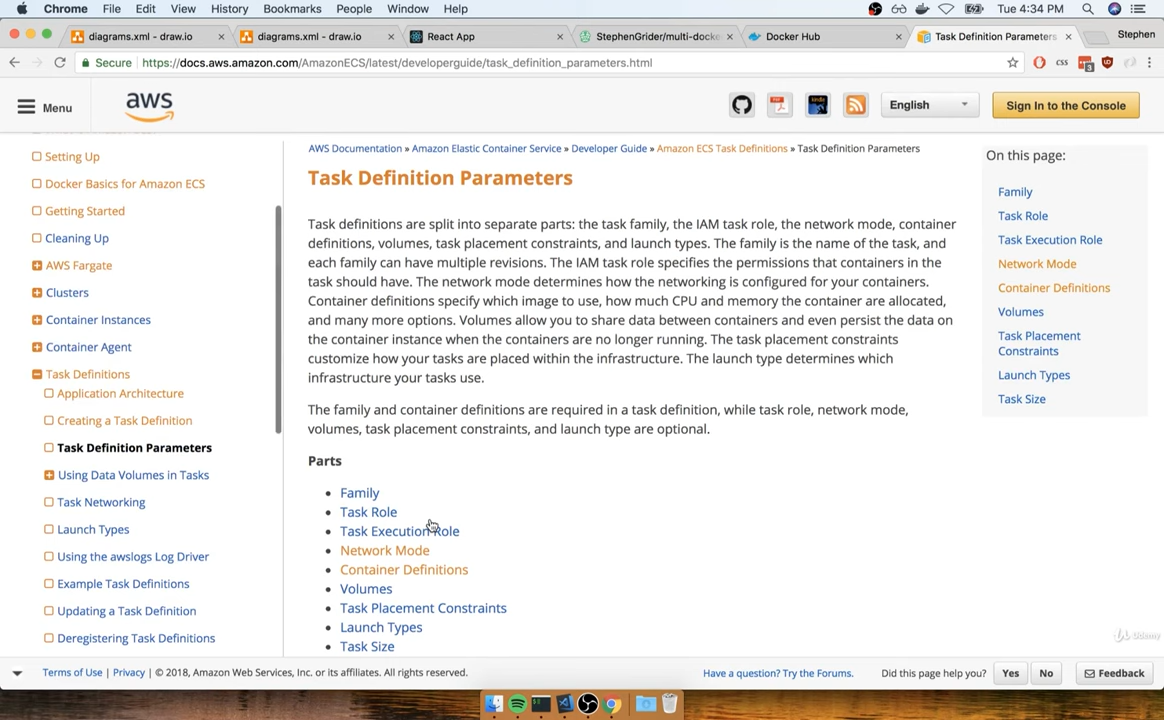 Chrome File Edit View History Bookmarks People Window Help Tue 4:34 PM
diagrams.xml - draw.io
diagrams.xml - draw.io
React App
StephenGrider/multi-docke
Docker Hub
Task Definition Parameters
Stephen
Secure https://docs.aws.amazon.com/AmazonECS/latest/developerguide/task_definition_parameters.html
css
3
Menu
aws
English
Sign In to the Console
Setting Up
Docker Basics for Amazon ECS
Getting Started
Cleaning Up
AWS Fargate
Clusters
Container Instances
Container Agent
Task Definitions
Application Architecture
Creating a Task Definition
Task Definition Parameters
Using Data Volumes in Tasks
Task Networking
Launch Types
Using the awslogs Log Driver
Example Task Definitions
Updating a Task Definition
Deregistering Task Definitions
AWS Documentation » Amazon Elastic Container Service » Developer Guide » Amazon ECS Task Definitions » Task Definition Parameters
Task Definition Parameters
Task definitions are split into separate parts: the task family, the IAM task role, the network mode, container
definitions, volumes, task placement constraints, and launch types. The family is the name of the task, and
each family can have multiple revisions. The IAM task role specifies the permissions that containers in the
task should have. The network mode determines how the networking is configured for your containers.
Container definitions specify which image to use, how much CPU and memory the container are allocated,
and many more options. Volumes allow you to share data between containers and even persist the data on
the container instance when the containers are no longer running. The task placement constraints
customize how your tasks are placed within the infrastructure. The launch type determines which
infrastructure your tasks use.
The family and container definitions are required in a task definition, while task role, network mode,
volumes, task placement constraints, and launch type are optional.
Parts
• Family
• Task Role
• Task Execution Role
• Network Mode
• Container Definitions
• Volumes
• Task Placement Constraints
• Launch Types
• Task Size
On this page:
Family
Task Role
Task Execution Role
Network Mode
Container Definitions
Volumes
Task Placement
Constraints
Launch Types
Task Size
Udemy
Terms of Use | Privacy | © 2018, Amazon Web Services, Inc. or its affiliates. All rights reserved.
Have a question? Try the Forums.
Did this page help you?
Yes
No
Feedback